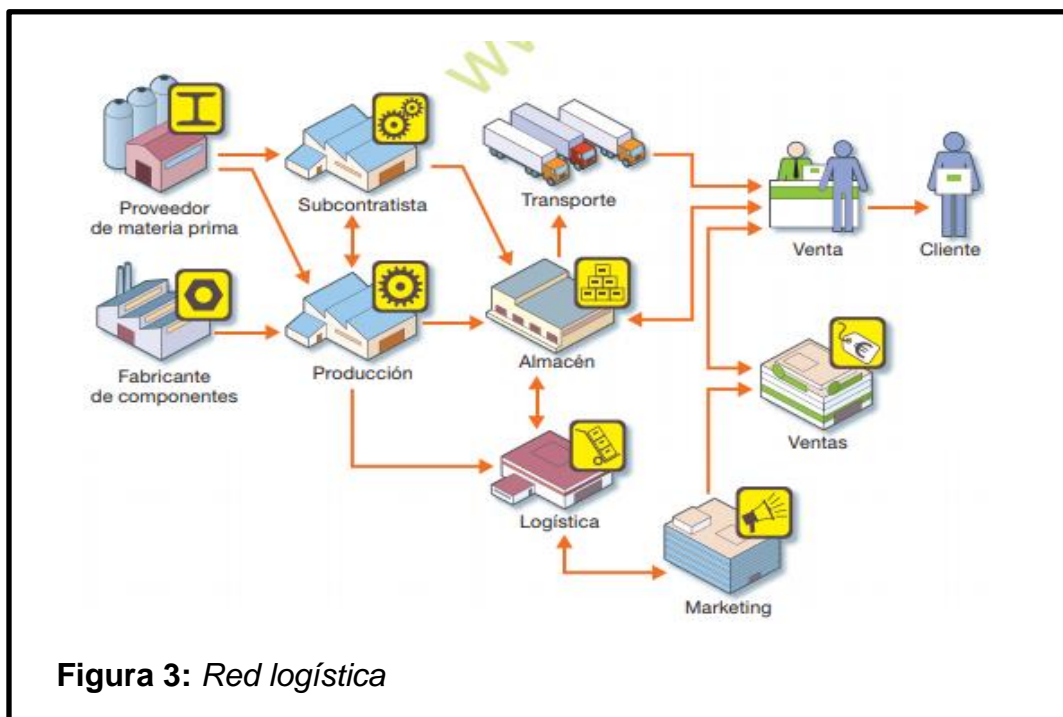 Proveedor
de materia prima
Subcontratista
Transporte
Venta
Cliente
Fabricante
de componentes
Producción
Almacén
€
Ventas
Logística
Marketing
Figura 3: Red logística